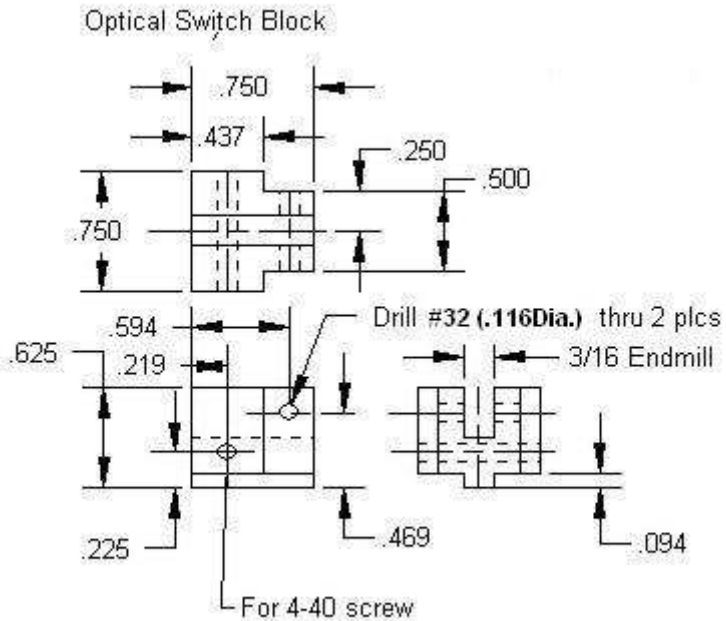 Optical Switch Block
.750
.437
.250
.500
.750
.594
Drill #32 (.116Dia.) thru 2 plcs
.625
.219
3/16 Endmill
.225
.469
.094
For 4-40 screw